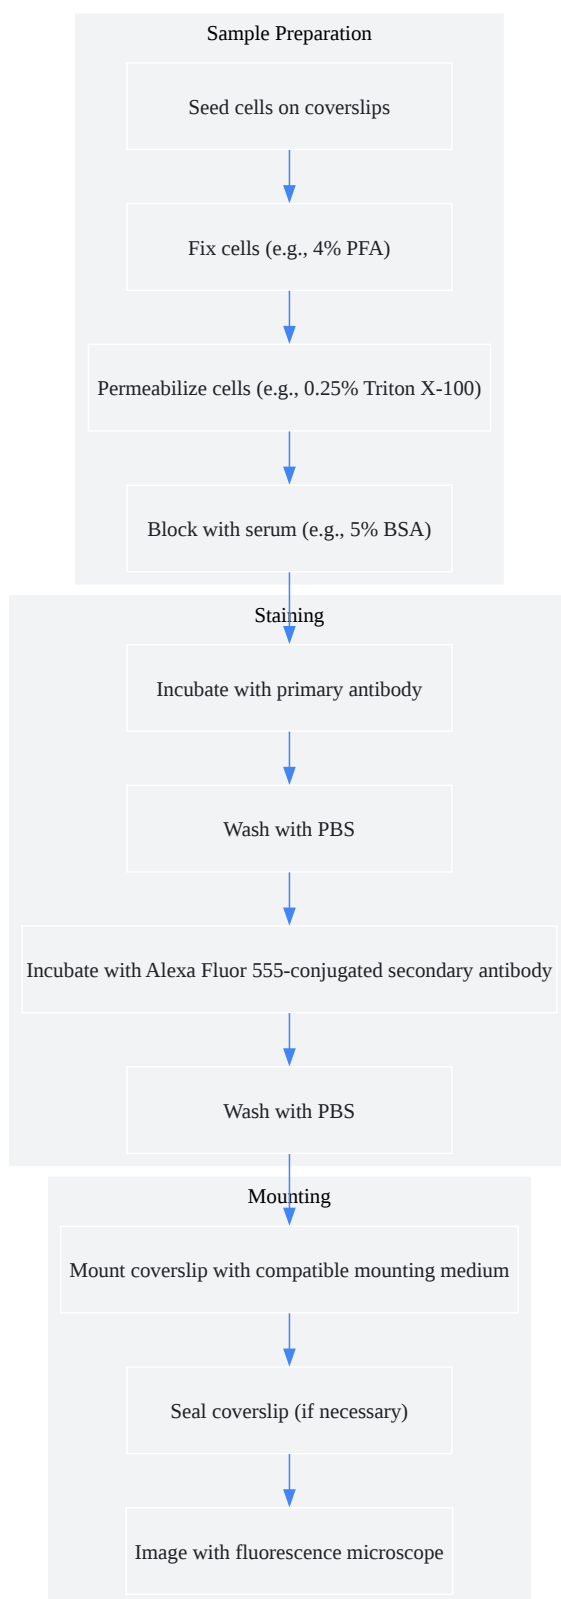 Sample Preparation
Seed cells on coverslips
Fix cells (e.g., 4% PFA)
Permeabilize cells (e.g., 0.25% Triton X-100)
Block with serum (e.g., 5% BSA)
Staining
Incubate with primary antibody
Wash with PBS
Incubate with Alexa Fluor 555-conjugated secondary antibody
Wash with PBS
Mounting
Mount coverslip with compatible mounting medium
Seal coverslip (if necessary)
Image with fluorescence microscope